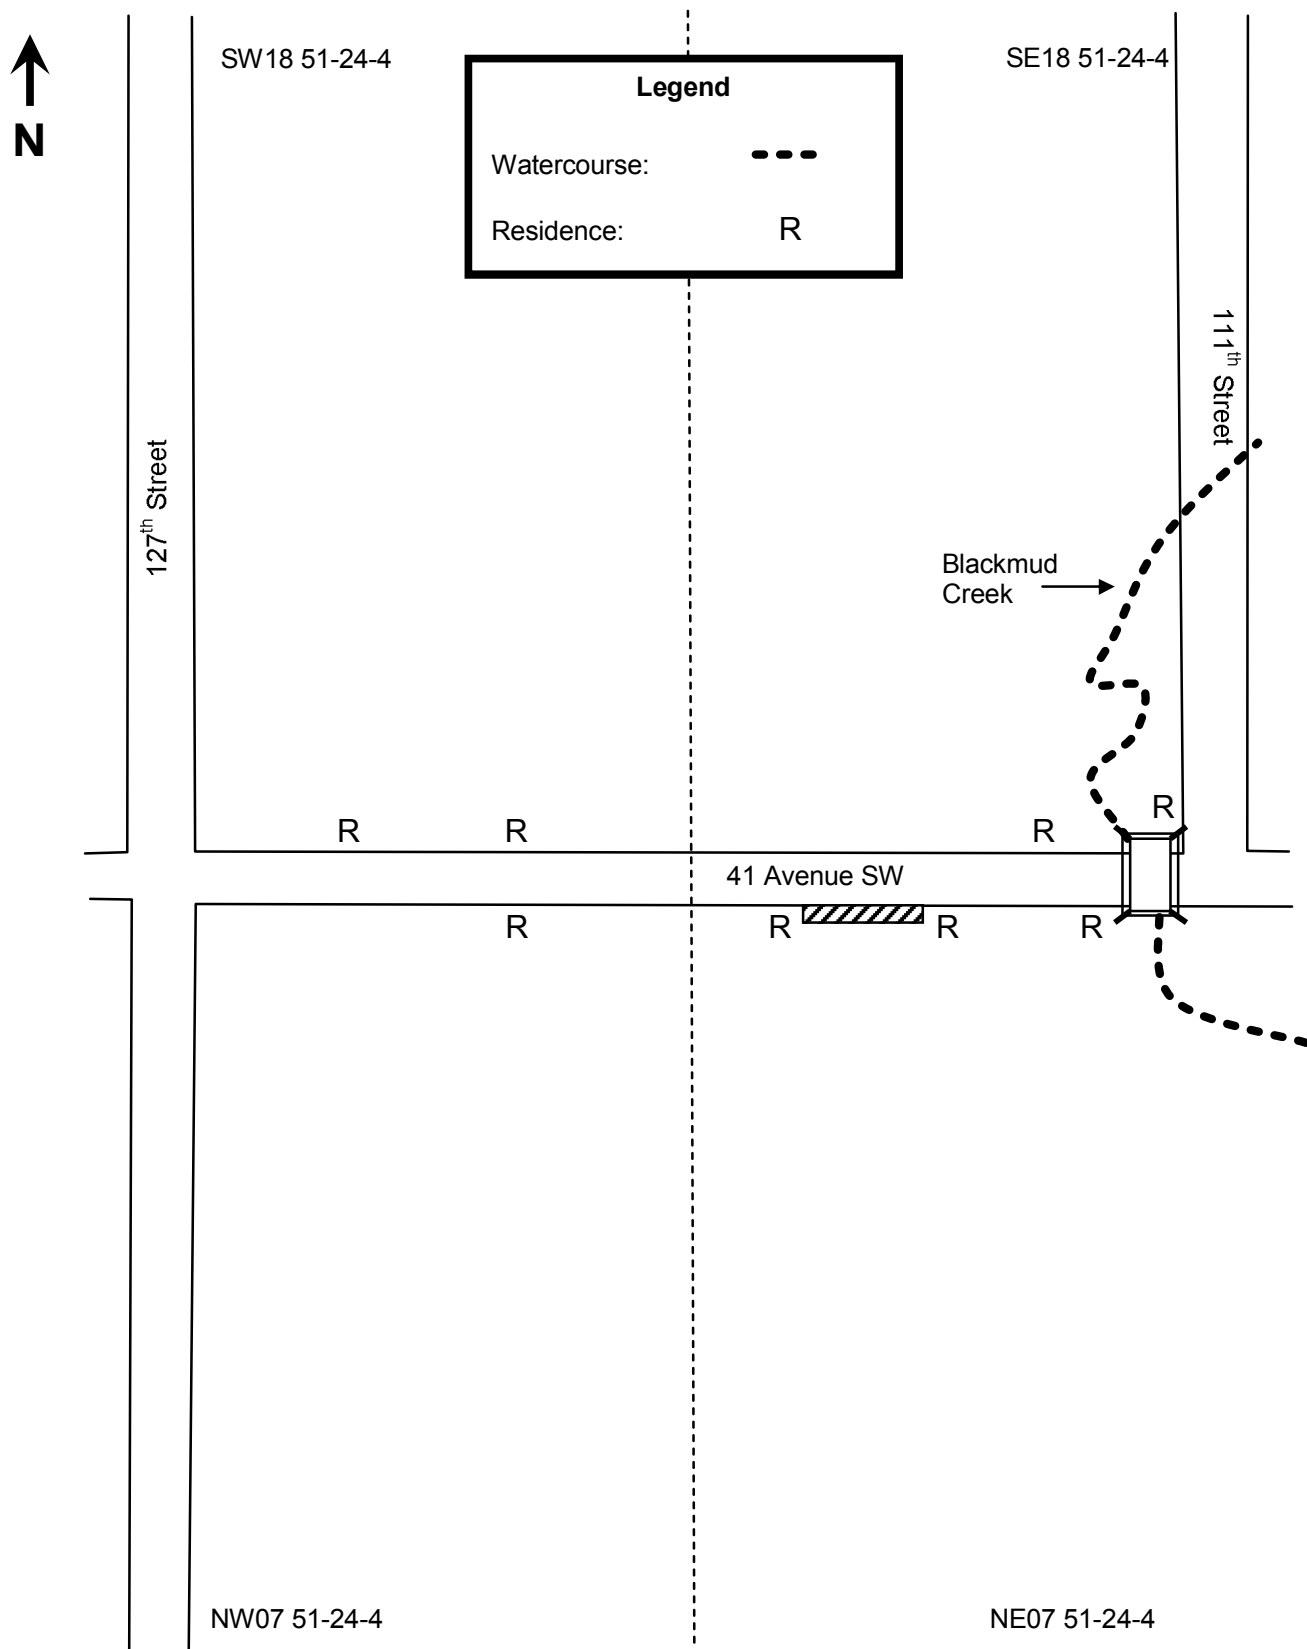 SW18 51-24-4
SE18 51-24-4
N
Legend
Watercourse:
Residence: R
111th Street
127th Street
Blackmud
Creek
R
R R R
41 Avenue SW
R R R R
NW07 51-24-4
NE07 51-24-4